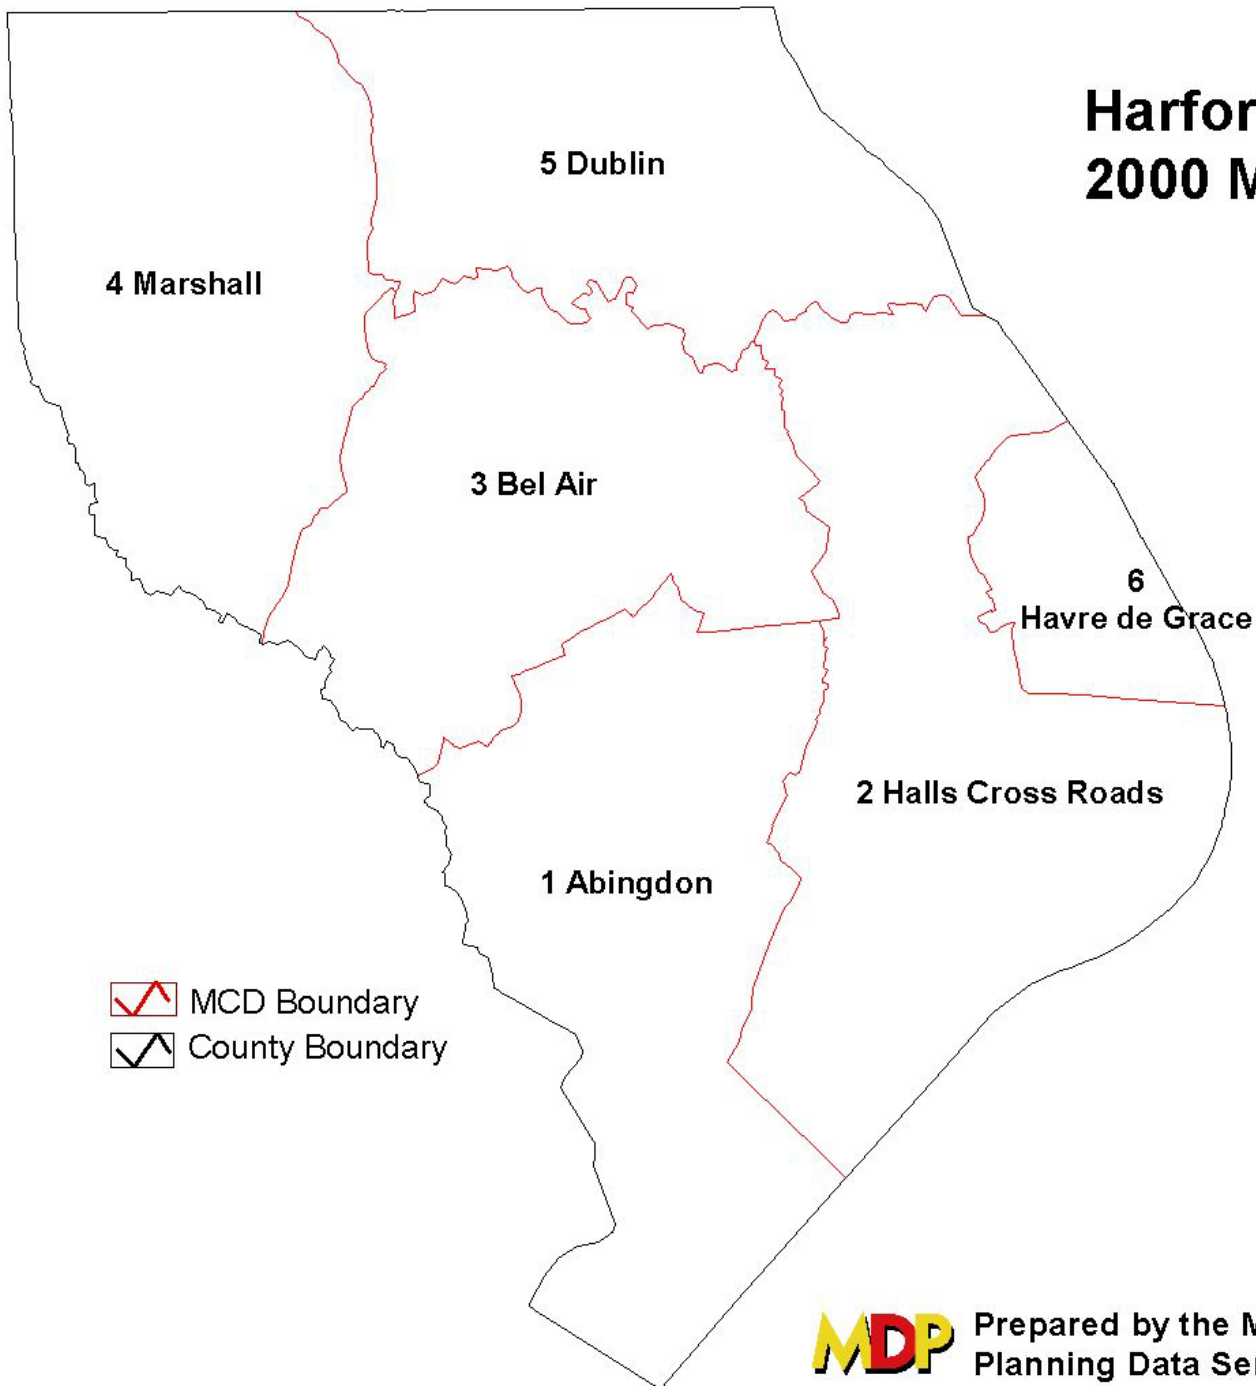 Harfor
2000 M
5 Dublin
4 Marshall
3 Bel Air
6
Havre de Grace
2 Halls Cross Roads
1 Abingdon
MCD Boundary
County Boundary
MDP
Prepared by the M
Planning Data Ser